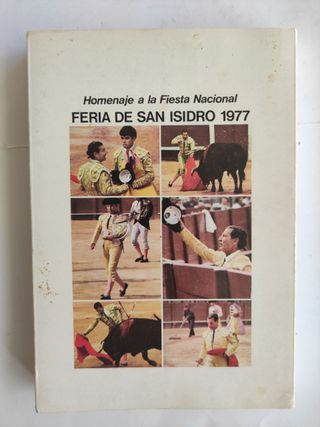 Homenaje a la Fiesta Nacional
FERIA DE SAN ISIDRO 1977